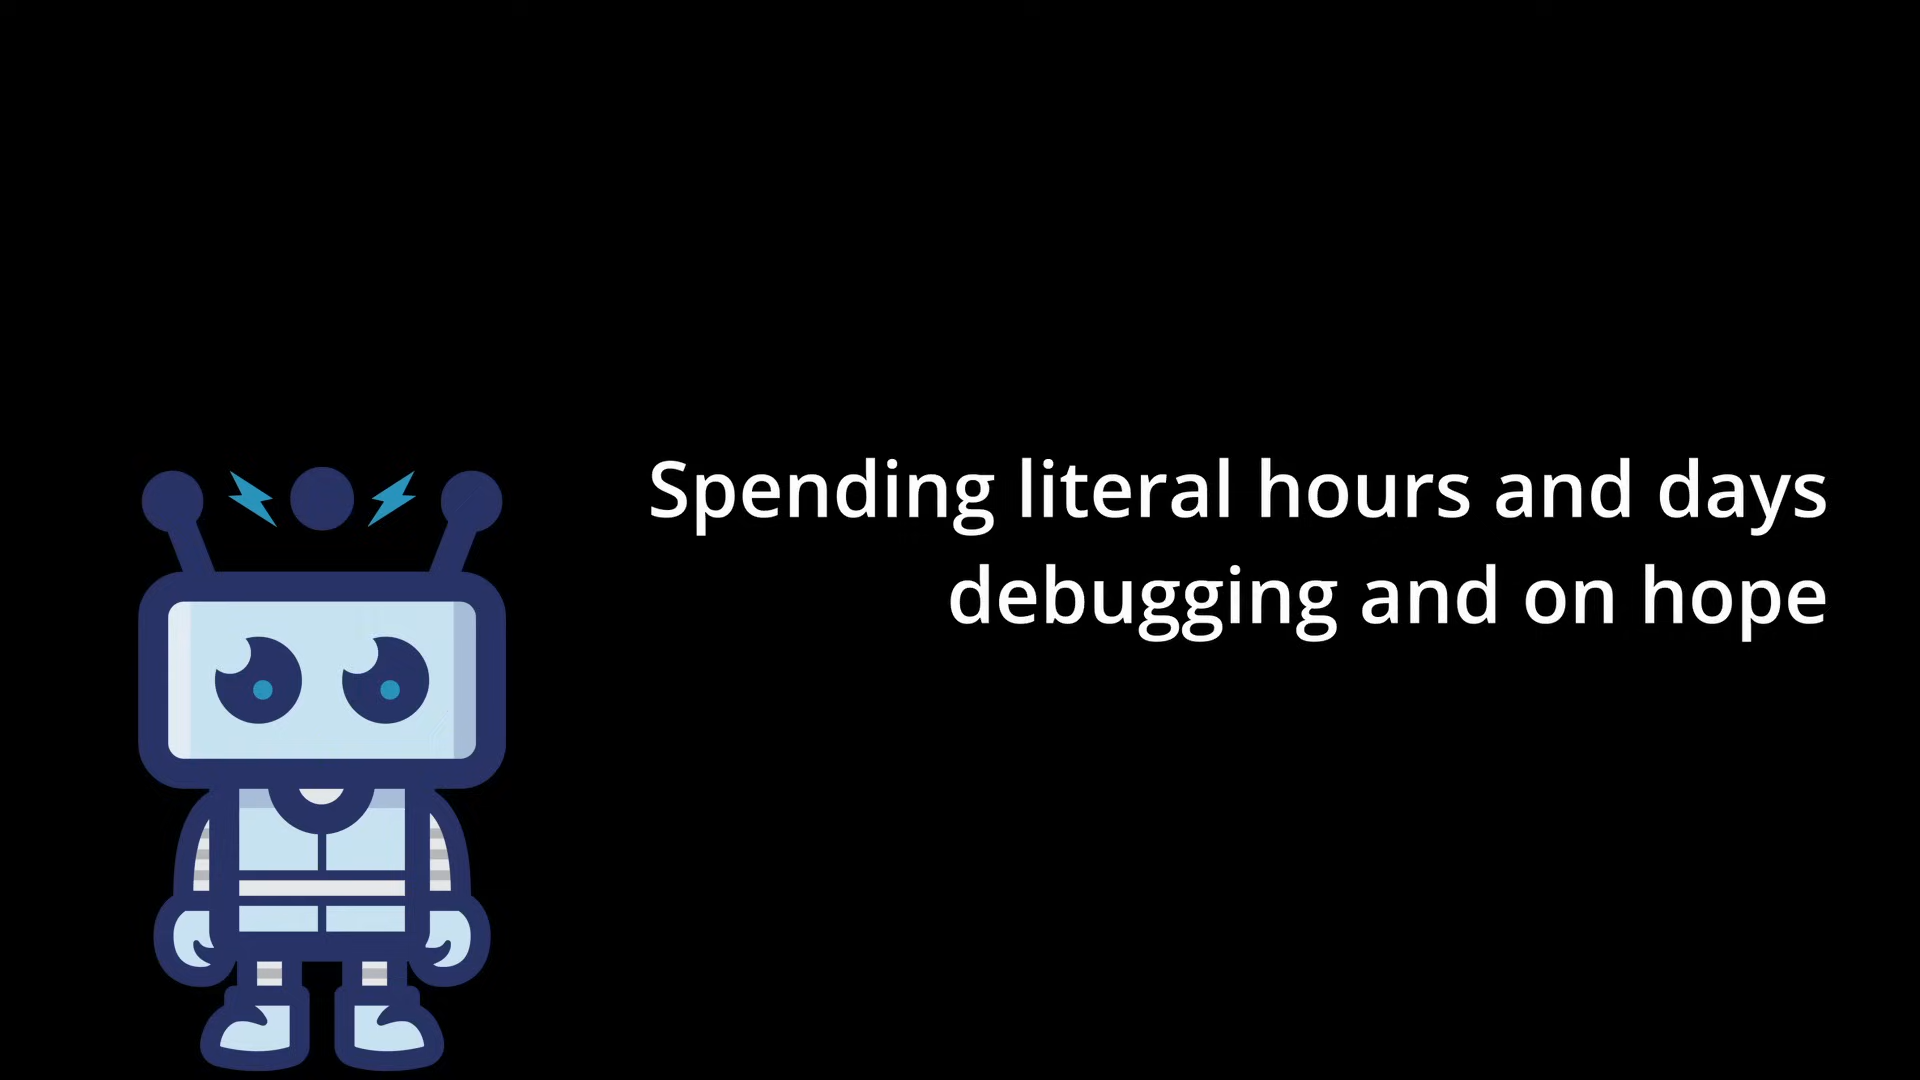 Spending literal hours and days
debugging and on hope